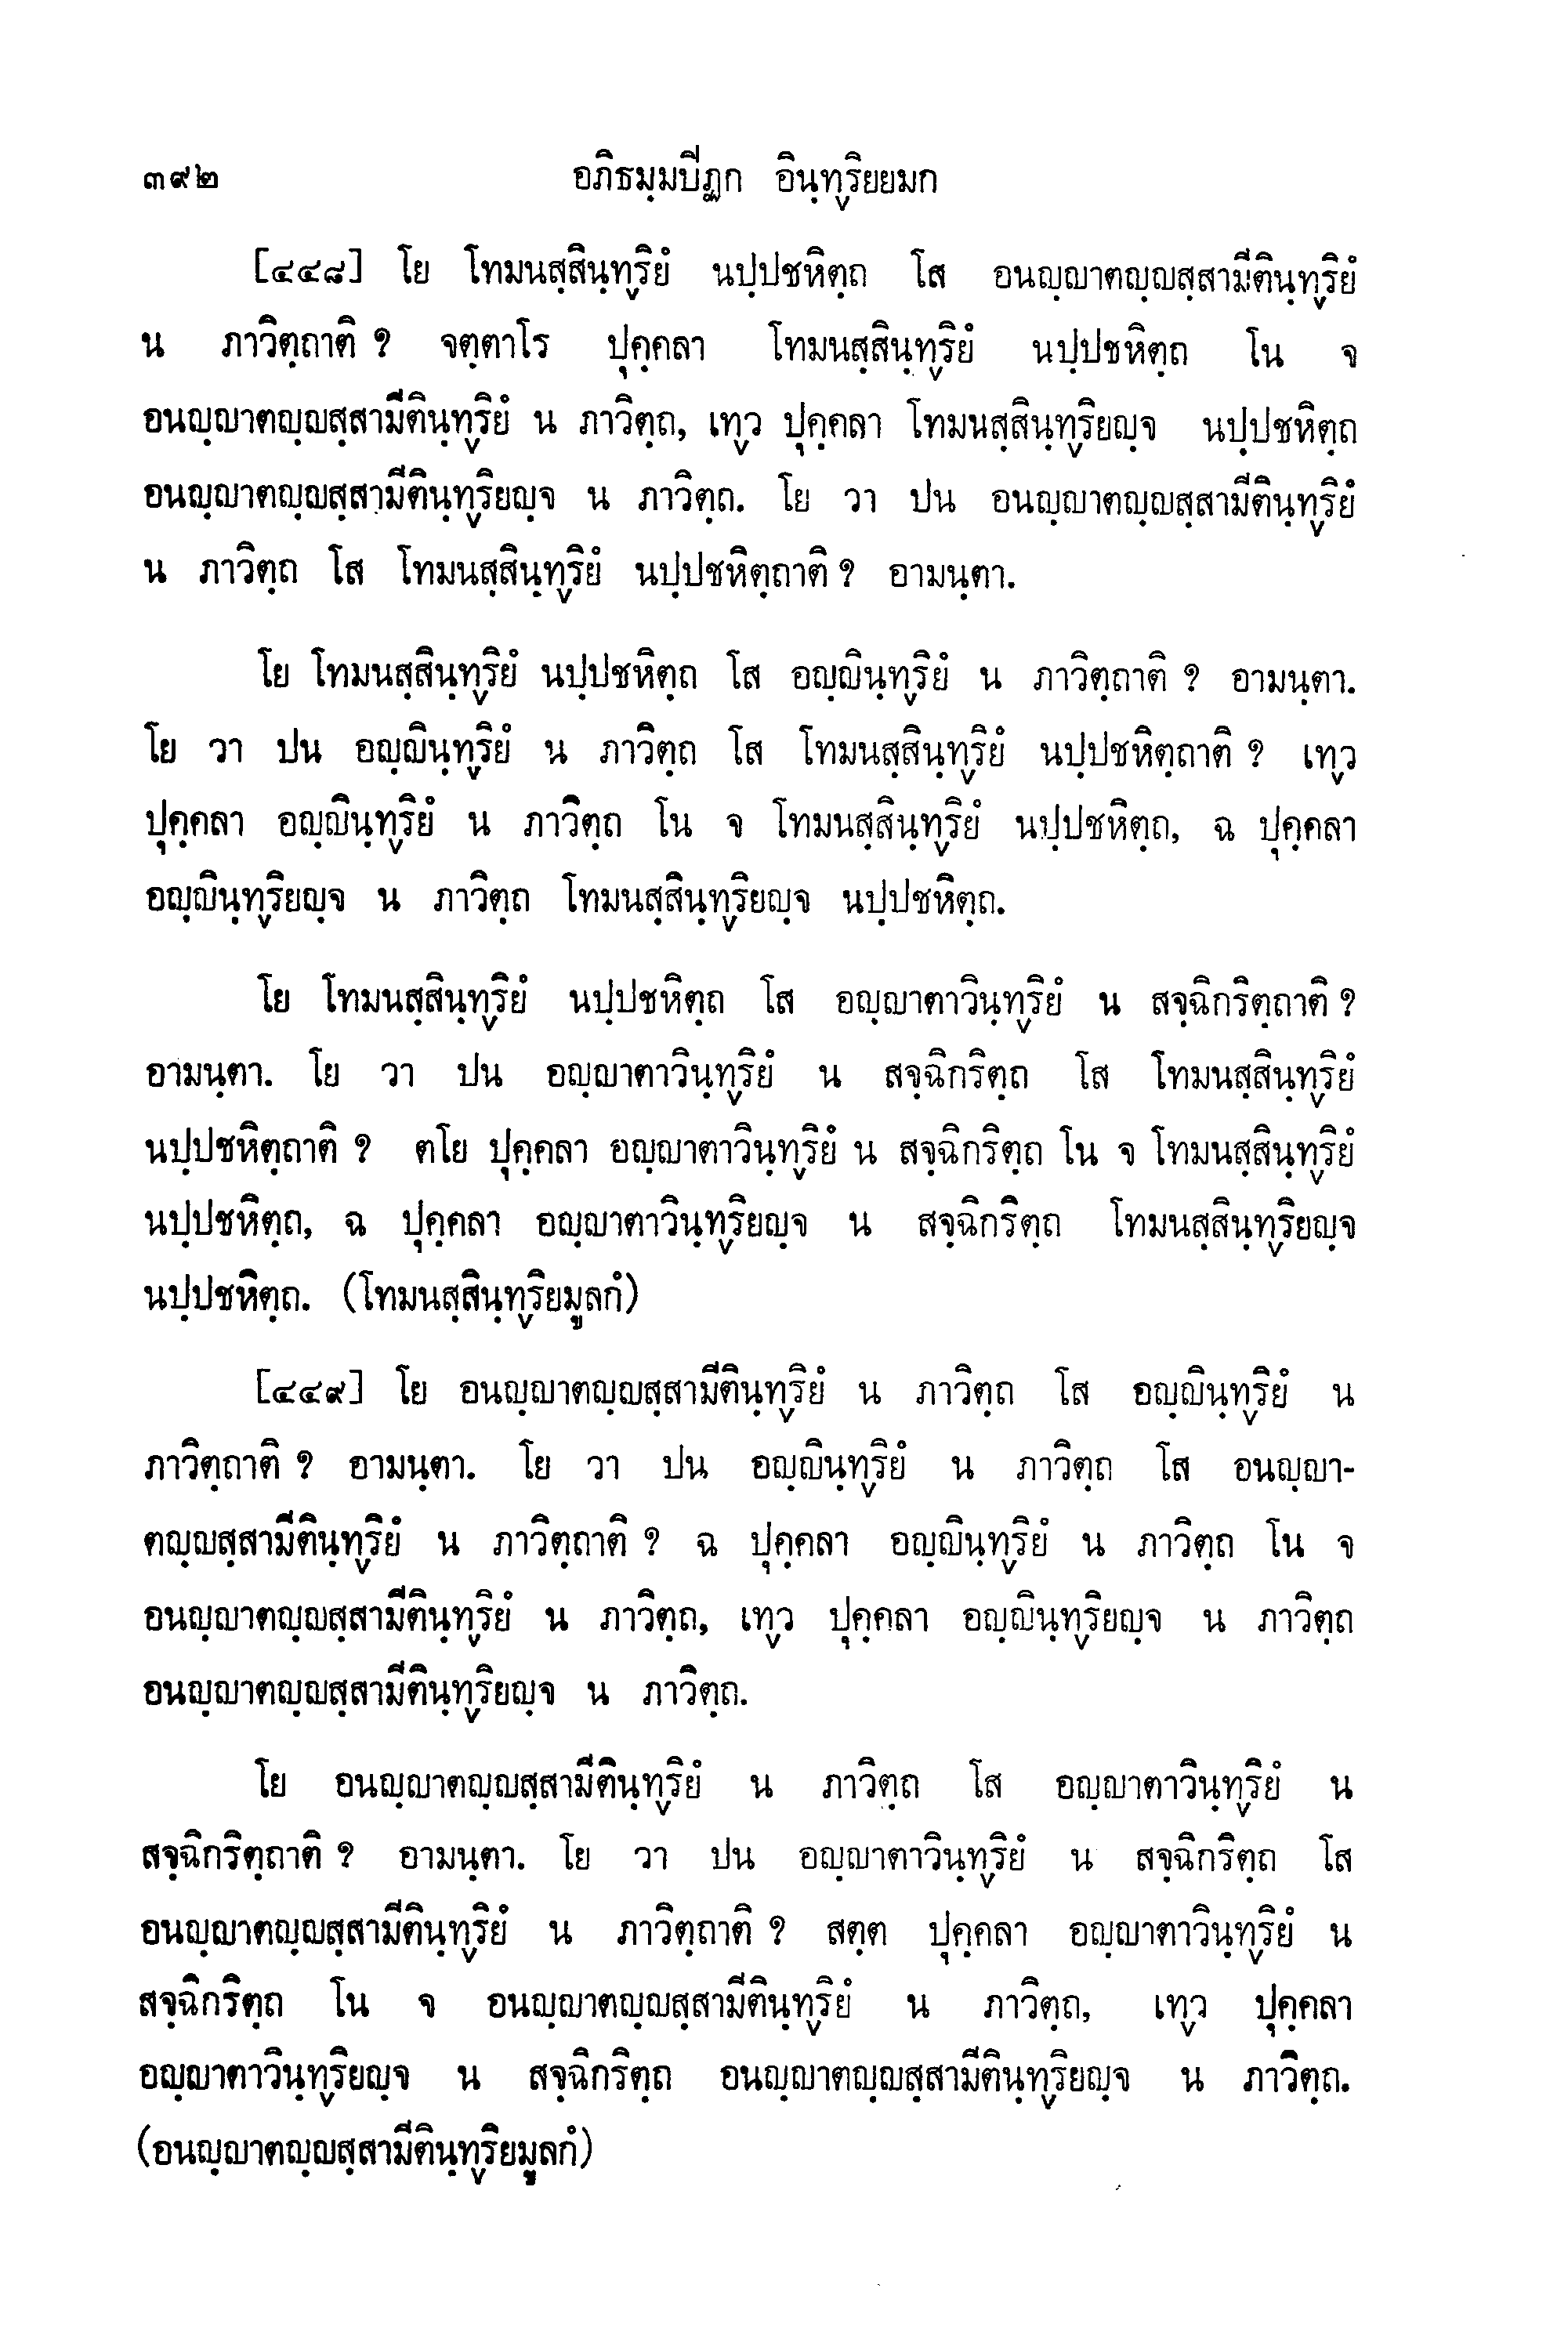 ๓๙๒ อภิธมฺมปิฏก อินฺทฺริยยมก
[๔๔๘] โย โทมนสฺสินฺทฺริยํ นปฺปชหิตฺถ โส อนญฺญาตญฺญสฺสามีตินฺทฺริยํ
น ภาวิตฺถาติ ? จตฺตาโร ปุคฺคลา โทมนสฺสินฺทฺริยํ นปฺปชหิตฺถ โน จ
อนญฺญาตญฺญสฺสามีตินฺทฺริยํ น ภาวิตฺถ, เทฺว ปุคฺคลา โทมนสฺสินฺทฺริยญฺจ นปฺปชหิตฺถ
อนญฺญาตญฺญสฺสามีตินฺทฺริยญฺจ น ภาวิตฺถ. โย วา ปน อนญฺญาตญฺญสฺสามีตินฺทฺริยํ
น ภาวิตฺถ โส โทมนสฺสินฺทฺริยํ นปฺปชหิตฺถาติ ? อามนฺตา.
โย โทมนสฺสินฺทฺริยํ นปฺปชหิตฺถ โส อญฺญินฺทฺริยํ น ภาวิตฺถาติ ? อามนฺตา.
โย วา ปน อญฺญินฺทฺริยํ น ภาวิตฺถ โส โทมนสฺสินฺทฺริยํ นปฺปชหิตฺถาติ ? เทฺว
ปุคฺคลา อญฺญินฺทฺริยํ น ภาวิตฺถ โน จ โทมนสฺสินฺทฺริยํ นปฺปชหิตฺถ, ฉ ปุคฺคลา
อญฺญินฺทฺริยญฺจ น ภาวิตฺถ โทมนสฺสินฺทฺริยญฺจ นปฺปชหิตฺถ.
โย โทมนสฺสินฺทฺริยํ นปฺปชหิตฺถ โส อญฺญาตาวินฺทฺริยํ น สจฺฉิกริตฺถาติ ?
อามนฺตา. โย วา ปน อญฺญาตาวินฺทฺริยํ น สจฺฉิกริตฺถ โส โทมนสฺสินฺทฺริยํ
นปฺปชหิตฺถาติ ? ตโย ปุคฺคลา อญฺญาตาวินฺทฺริยํ น สจฺฉิกริตฺถ โน จ โทมนสฺสินฺทฺริยํ
นปฺปชหิตฺถ, ฉ ปุคฺคลา อญฺญาตาวินฺทฺริยญฺจ น สจฺฉิกริตฺถ โทมนสฺสินฺทฺริยญฺจ
นปฺปชหิตฺถ. (โทมนสฺสินฺทฺริยมูลกํ)
[๔๔๙] โย อนญฺญาตญฺญสฺสามีตินฺทฺริยํ น ภาวิตฺถ โส อญฺญินฺทฺริยํ น
ภาวิตฺถาติ ? อามนฺตา. โย วา ปน อญฺญินฺทฺริยํ น ภาวิตฺถ โส อนญฺญา-
ตญฺญสฺสามีตินฺทฺริยํ น ภาวิตฺถาติ ? ฉ ปุคฺคลา อญฺญินฺทฺริยํ น ภาวิตฺถ โน จ
อนญฺญาตญฺญสฺสามีตินฺทฺริยํ น ภาวิตฺถ, เทฺว ปุคฺคลา อญฺญินฺทฺริยญฺจ น ภาวิตฺถ
อนญฺญาตญฺญสฺสามีตินฺทฺริยญฺจ น ภาวิตฺถ.
โย อนญฺญาตญฺญสฺสามีตินฺทฺริยํ น ภาวิตฺถ โส อญฺญาตาวินฺทฺริยํ น
สจฺฉิกริตฺถาติ ? อามนฺตา. โย วา ปน อญฺญาตาวินฺทฺริยํ น สจฺฉิกริตฺถ โส
อนญฺญาตญฺญสฺสามีตินฺทฺริยํ น ภาวิตฺถาติ ? สตฺต ปุคฺคลา อญฺญาตาวินฺทฺริยํ น
สจฺฉิกริตฺถ โน จ อนญฺญาตญฺญสฺสามีตินฺทฺริยํ น ภาวิตฺถ, เทฺว ปุคฺคลา
อญฺญาตาวินฺทฺริยญฺจ น สจฺฉิกริตฺถ อนญฺญาตญฺญสฺสามีตินฺทฺริยญฺจ น ภาวิตฺถ.
(อนญฺญาตญฺญสฺสามีตินฺทฺริยมูลกํ)